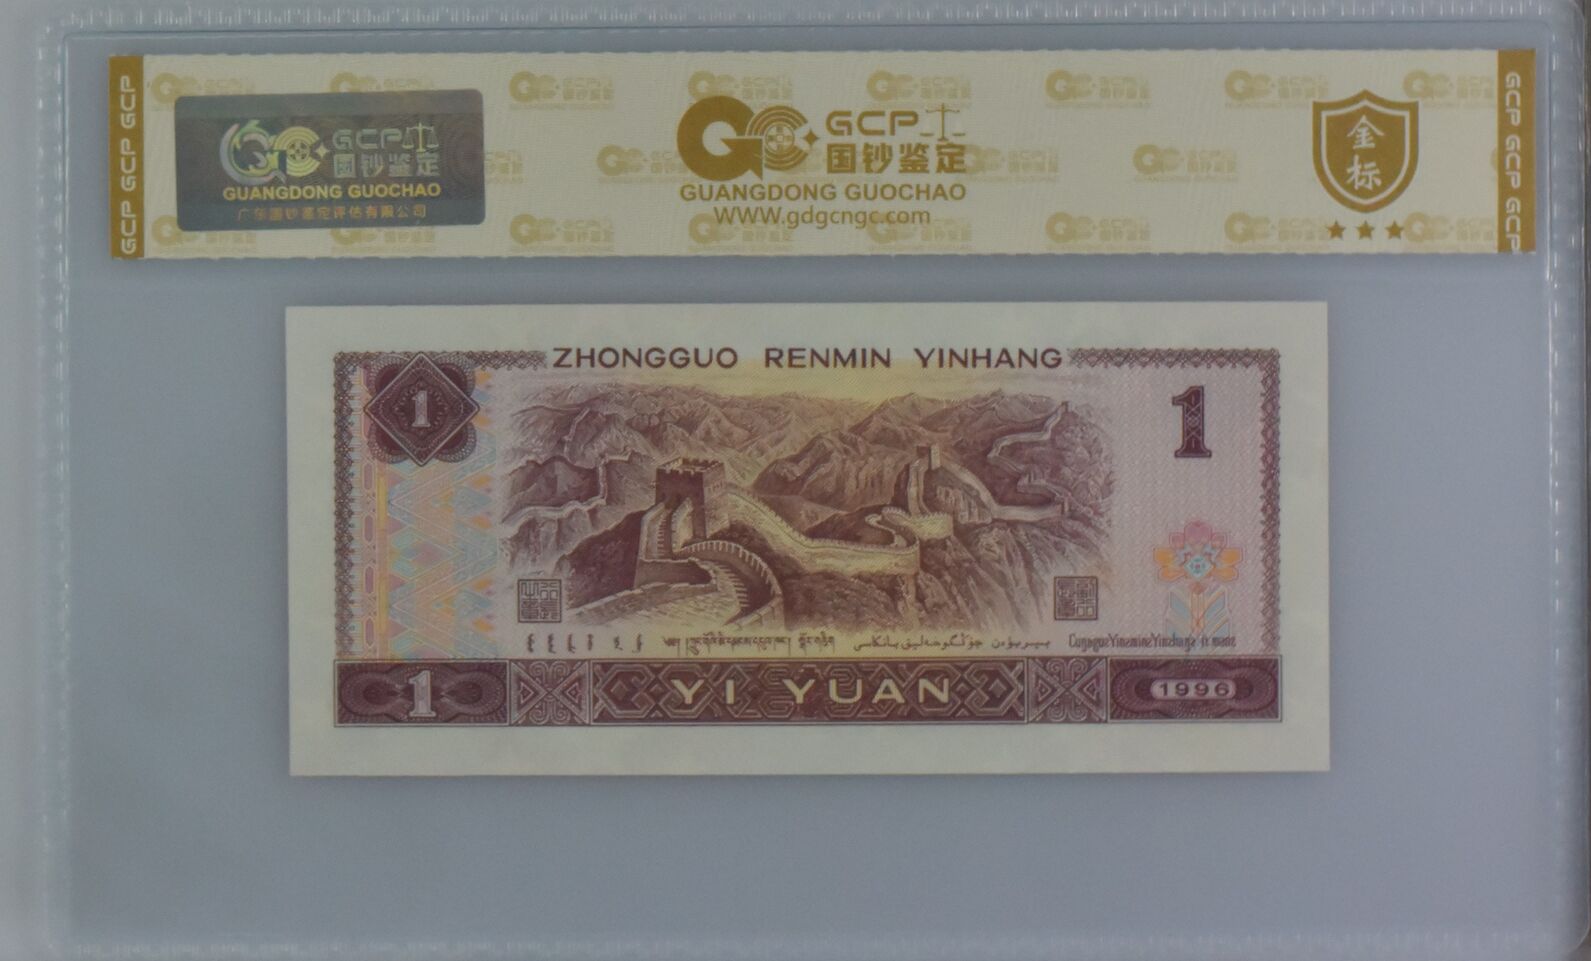 GCP GCP GCP
GCP
国钞鉴定
GUANGDONG GUOCHAO
广东国钞鉴定评估有限公司
GCP
国钞鉴定
GUANGDONG GUOCHAO
WWW.gdgcngc.com
金
标
GCP GCP GCP
ZHONGGUO RENMIN YINHANG
1
1
1
YI YUAN
1996